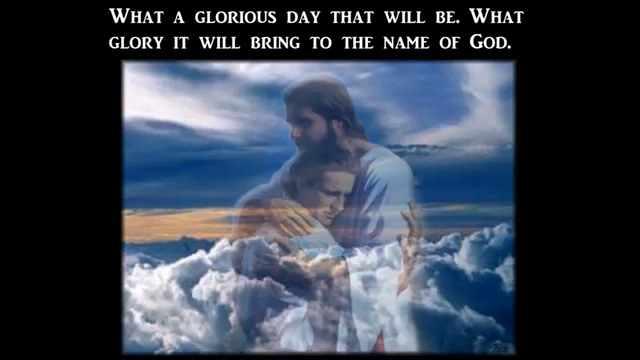 What a glorious day that will be. What
glory it will bring to the name of God.